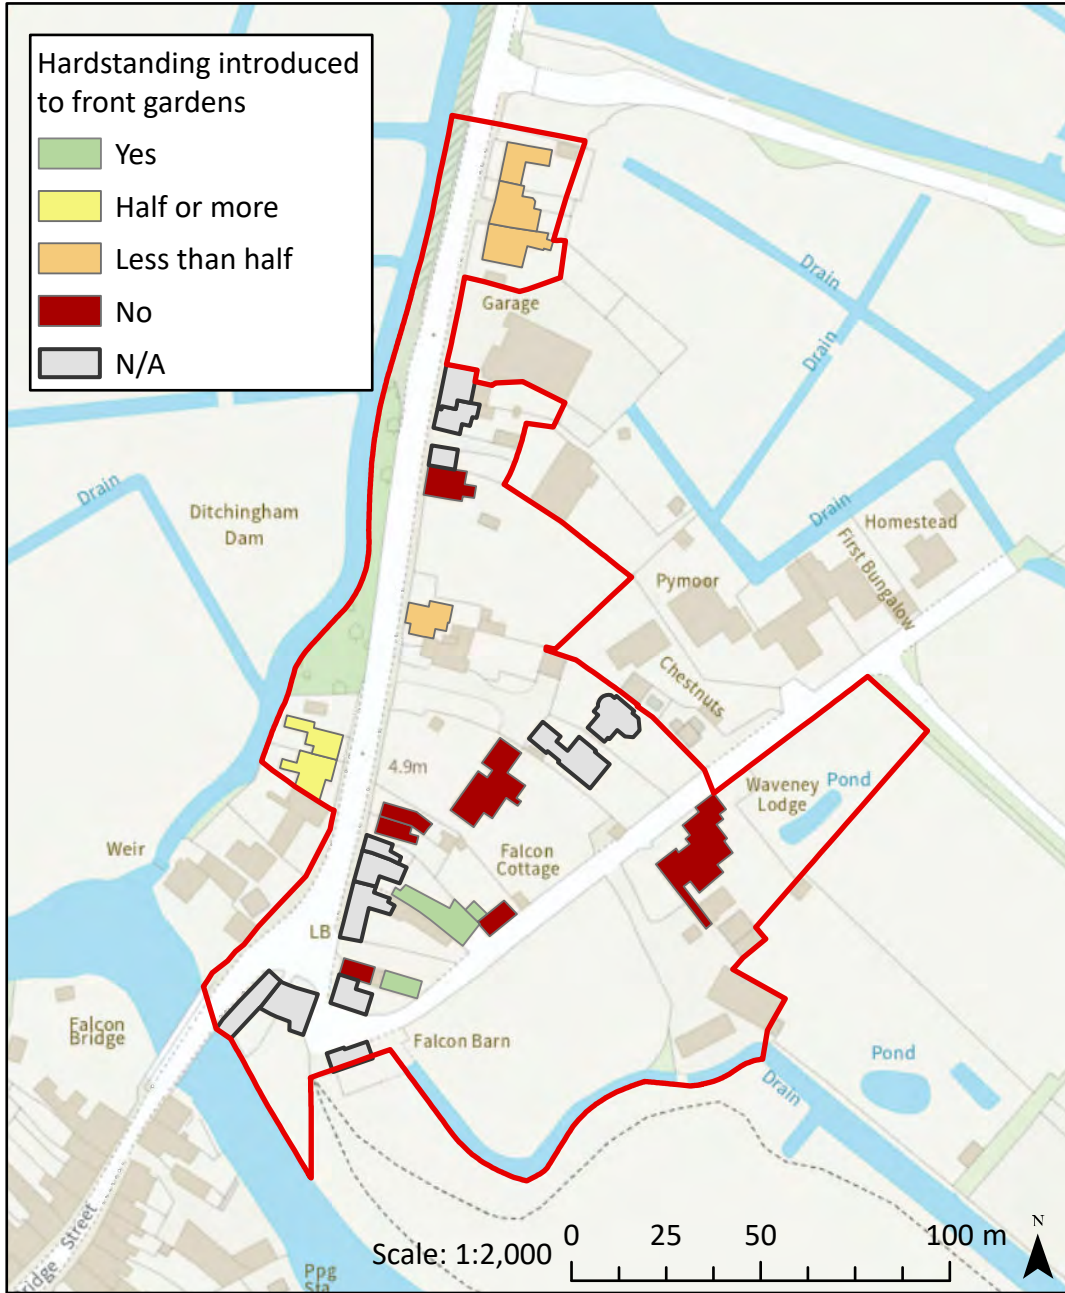 Hardstanding introduced
to front gardens
Yes
Half or more
Less than half
No
N/A
Garage
Drain
Drain
Drain
Drain
Ditchingham
Dam
Homestead
First Bungalow
Pymoor
Chestnuts
4.9m
Waveney
Lodge
Pond
Weir
Falcon
Cottage
LB
Falcon
Bridge
Falcon Barn
Pond
Drain
Street
Ppg
Sta
Scale: 1:2,000
0 25 50 100 m
N